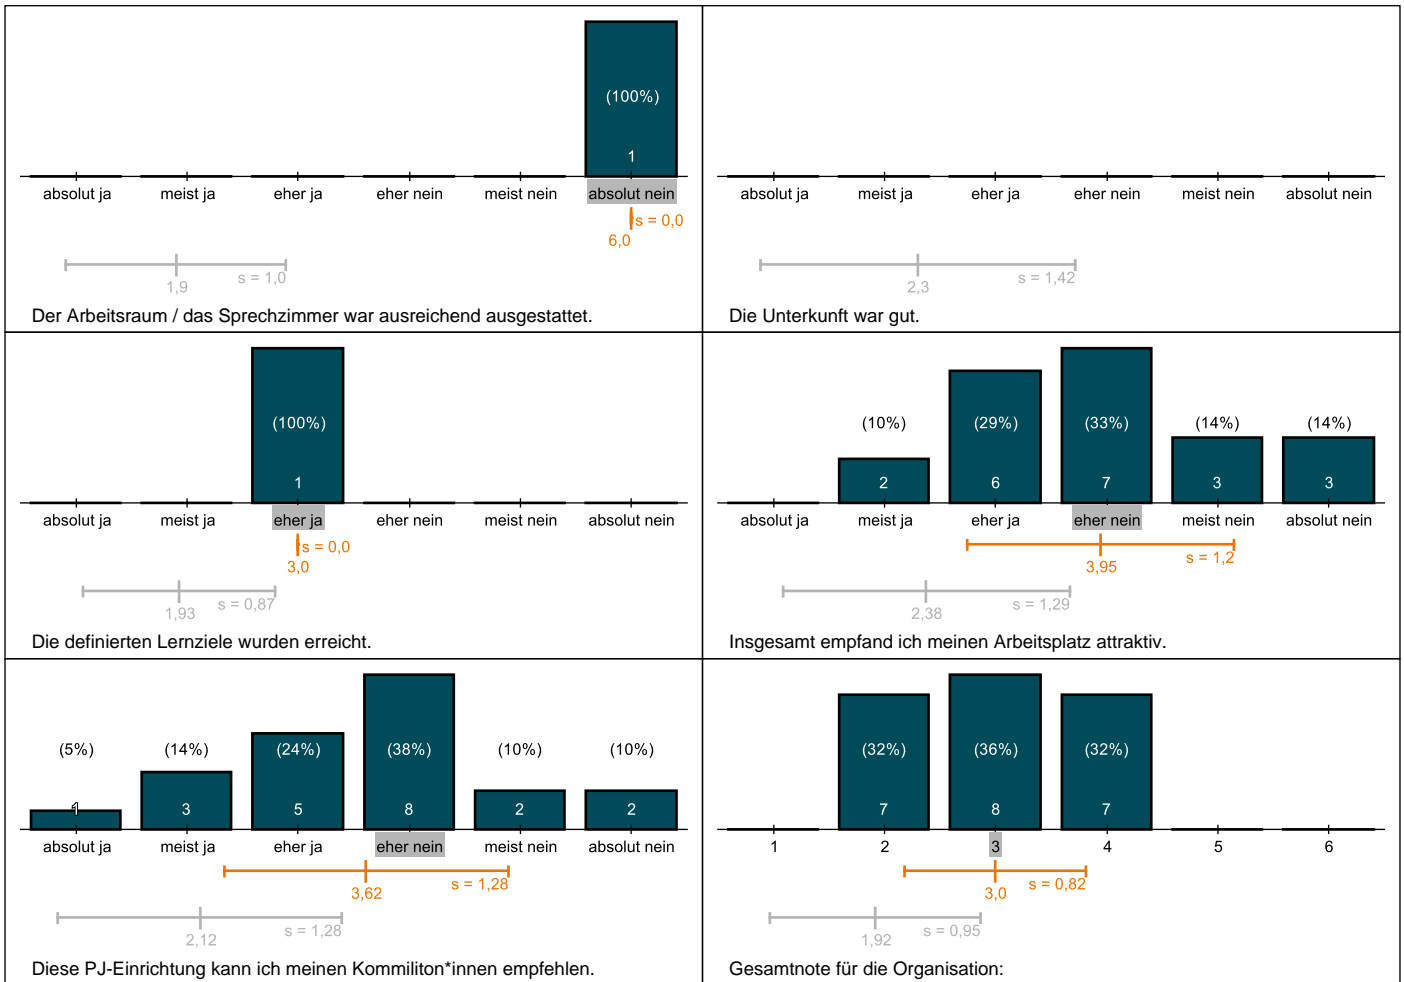 (100%)
1
absolut ja meist ja eher ja eher nein meist nein absolut nein
s = 0,0
6,0
s = 1,0
1,9
Der Arbeitsraum / das Sprechzimmer war ausreichend ausgestattet.
absolut ja meist ja eher ja eher nein meist nein absolut nein
s = 1,42
2,3
Die Unterkunft war gut.
(100%)
1
absolut ja meist ja eher ja eher nein meist nein absolut nein
s = 0,0
3,0
s = 0,87
1,93
Die definierten Lernziele wurden erreicht.
(10%) (29%) (33%) (14%) (14%)
2 6 7 3 3
absolut ja meist ja eher ja eher nein meist nein absolut nein
s = 1,2
3,95
s = 1,29
2,38
Insgesamt empfand ich meinen Arbeitsplatz attraktiv.
(5%) (14%) (24%) (38%) (10%) (10%)
1 3 5 8 2 2
absolut ja meist ja eher ja eher nein meist nein absolut nein
s = 1,28
3,62
s = 1,28
2,12
Diese PJ-Einrichtung kann ich meinen Kommiliton*innen empfehlen.
(32%) (36%) (32%)
7 8 7
1 2 3 4 5 6
s = 0,82
3,0
s = 0,95
1,92
Gesamtnote für die Organisation: